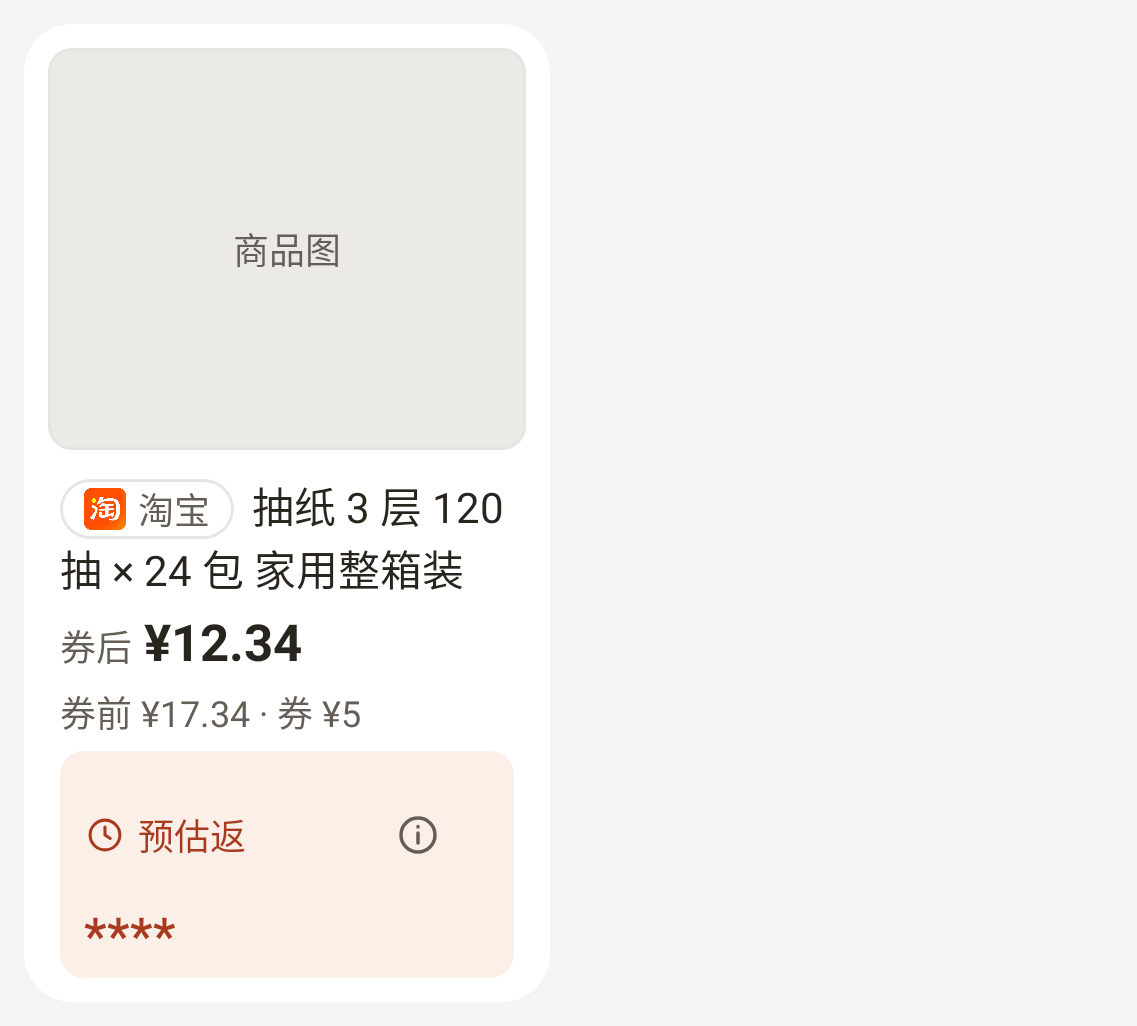 商品图
淘 淘宝 抽纸 3 层 120
抽 × 24 包 家用整箱装
券后 ¥12.34
券前 ¥17.34 · 券 ¥5
预估返
****